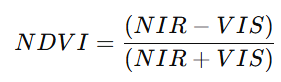 NDVI = (NIR − VIS) / (NIR + VIS)